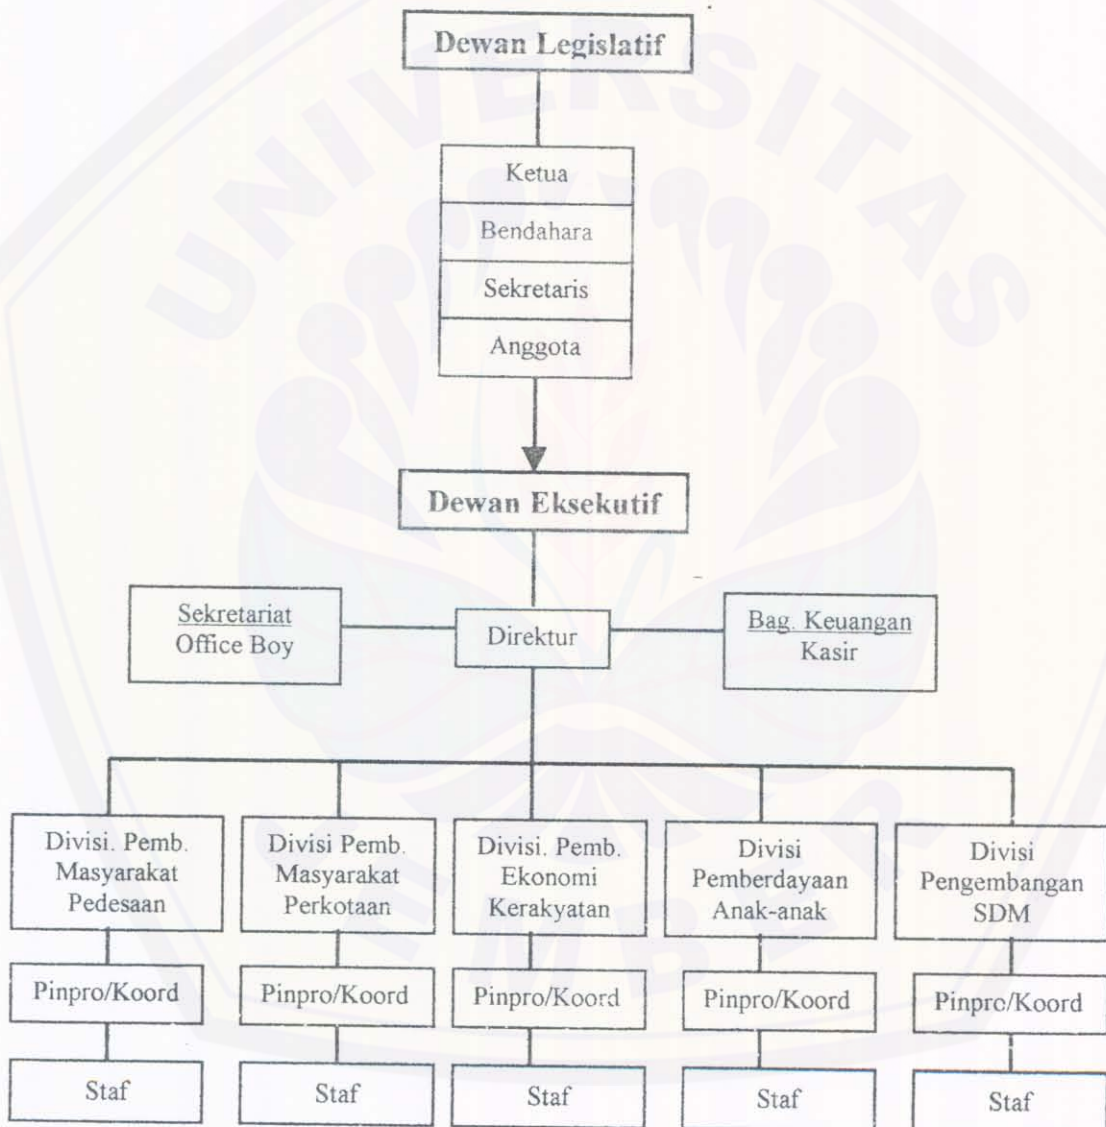 Dewan Legislatif
Ketua
Bendahara
Sekretaris
Anggota
Dewan Eksekutif
Sekretariat
Office Boy
Direktur
Bag. Keuangan
Kasir
Divisi. Pemb.
Masyarakat
Pedesaan
Divisi Pemb.
Masyarakat
Perkotaan
Divisi. Pemb.
Ekonomi
Kerakyatan
Divisi
Pemberdayaan
Anak-anak
Divisi
Pengembangan
SDM
Pinpro/Koord
Pinpro/Koord
Pinpro/Koord
Pinpro/Koord
Pinpro/Koord
Staf
Staf
Staf
Staf
Staf
UNIVERSITAS
JEMBER